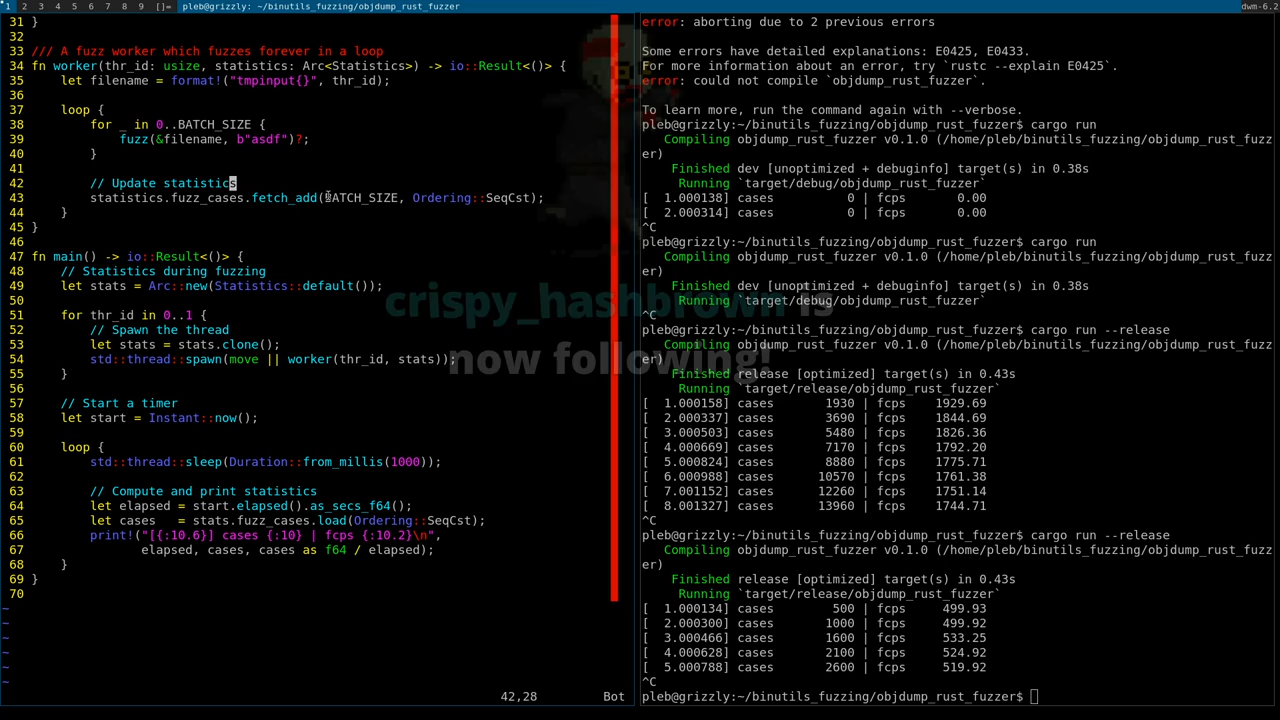 1 2 3 4 5 6 7 8 9 []= pleb@grizzly: ~/binutils_fuzzing/objdump_rust_fuzzer dwm-6.2
31 }
32
33 /// A fuzz worker which fuzzes forever in a loop
34 fn worker(thr_id: usize, statistics: Arc<Statistics>) -> io::Result<()> {
35     let filename = format!("tmpinput{}", thr_id);
36
37     loop {
38         for _ in 0..BATCH_SIZE {
39             fuzz(&filename, b"asdf")?;
40         }
41
42         // Update statistics
43         statistics.fuzz_cases.fetch_add(BATCH_SIZE, Ordering::SeqCst);
44     }
45 }
46
47 fn main() -> io::Result<()> {
48     // Statistics during fuzzing
49     let stats = Arc::new(Statistics::default());
50
51     for thr_id in 0..1 {
52         // Spawn the thread
53         let stats = stats.clone();
54         std::thread::spawn(move || worker(thr_id, stats));
55     }
56
57     // Start a timer
58     let start = Instant::now();
59
60     loop {
61         std::thread::sleep(Duration::from_millis(1000));
62
63         // Compute and print statistics
64         let elapsed = start.elapsed().as_secs_f64();
65         let cases   = stats.fuzz_cases.load(Ordering::SeqCst);
66         print!("[{:10.6}] cases {:10} | fcps {:10.2}\n",
67                elapsed, cases, cases as f64 / elapsed);
68     }
69 }
70
~
~
~
~
~
~
42,28 Bot
crispy_hashbrown is
now following!
error: aborting due to 2 previous errors
Some errors have detailed explanations: E0425, E0433.
For more information about an error, try `rustc --explain E0425`.
error: could not compile `objdump_rust_fuzzer`.
To learn more, run the command again with --verbose.
pleb@grizzly:~/binutils_fuzzing/objdump_rust_fuzzer$ cargo run
   Compiling objdump_rust_fuzzer v0.1.0 (/home/pleb/binutils_fuzzing/objdump_rust_fuzz
er)
    Finished dev [unoptimized + debuginfo] target(s) in 0.38s
     Running `target/debug/objdump_rust_fuzzer`
[  1.000138] cases          0 | fcps       0.00
[  2.000314] cases          0 | fcps       0.00
^C
pleb@grizzly:~/binutils_fuzzing/objdump_rust_fuzzer$ cargo run
   Compiling objdump_rust_fuzzer v0.1.0 (/home/pleb/binutils_fuzzing/objdump_rust_fuzz
er)
    Finished dev [unoptimized + debuginfo] target(s) in 0.38s
     Running `target/debug/objdump_rust_fuzzer`
^C
pleb@grizzly:~/binutils_fuzzing/objdump_rust_fuzzer$ cargo run --release
   Compiling objdump_rust_fuzzer v0.1.0 (/home/pleb/binutils_fuzzing/objdump_rust_fuzz
er)
    Finished release [optimized] target(s) in 0.43s
     Running `target/release/objdump_rust_fuzzer`
[  1.000158] cases       1930 | fcps    1929.69
[  2.000337] cases       3690 | fcps    1844.69
[  3.000503] cases       5480 | fcps    1826.36
[  4.000669] cases       7170 | fcps    1792.20
[  5.000824] cases       8880 | fcps    1775.71
[  6.000988] cases      10570 | fcps    1761.38
[  7.001152] cases      12260 | fcps    1751.14
[  8.001327] cases      13960 | fcps    1744.71
^C
pleb@grizzly:~/binutils_fuzzing/objdump_rust_fuzzer$ cargo run --release
   Compiling objdump_rust_fuzzer v0.1.0 (/home/pleb/binutils_fuzzing/objdump_rust_fuzz
er)
    Finished release [optimized] target(s) in 0.43s
     Running `target/release/objdump_rust_fuzzer`
[  1.000134] cases        500 | fcps     499.93
[  2.000300] cases       1000 | fcps     499.92
[  3.000466] cases       1600 | fcps     533.25
[  4.000628] cases       2100 | fcps     524.92
[  5.000788] cases       2600 | fcps     519.92
^C
pleb@grizzly:~/binutils_fuzzing/objdump_rust_fuzzer$